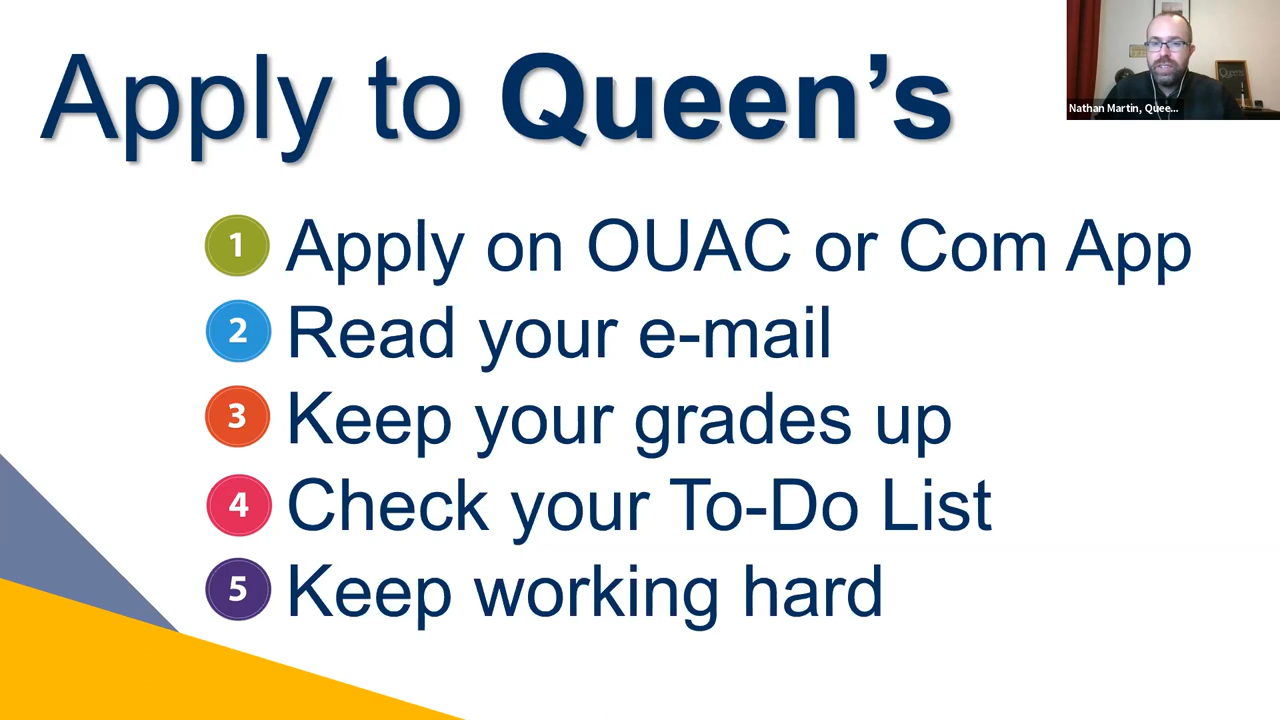 Apply to Queen's
Nathan Martin, Quee...
Queen's
1 Apply on OUAC or Com App
2 Read your e-mail
3 Keep your grades up
4 Check your To-Do List
5 Keep working hard